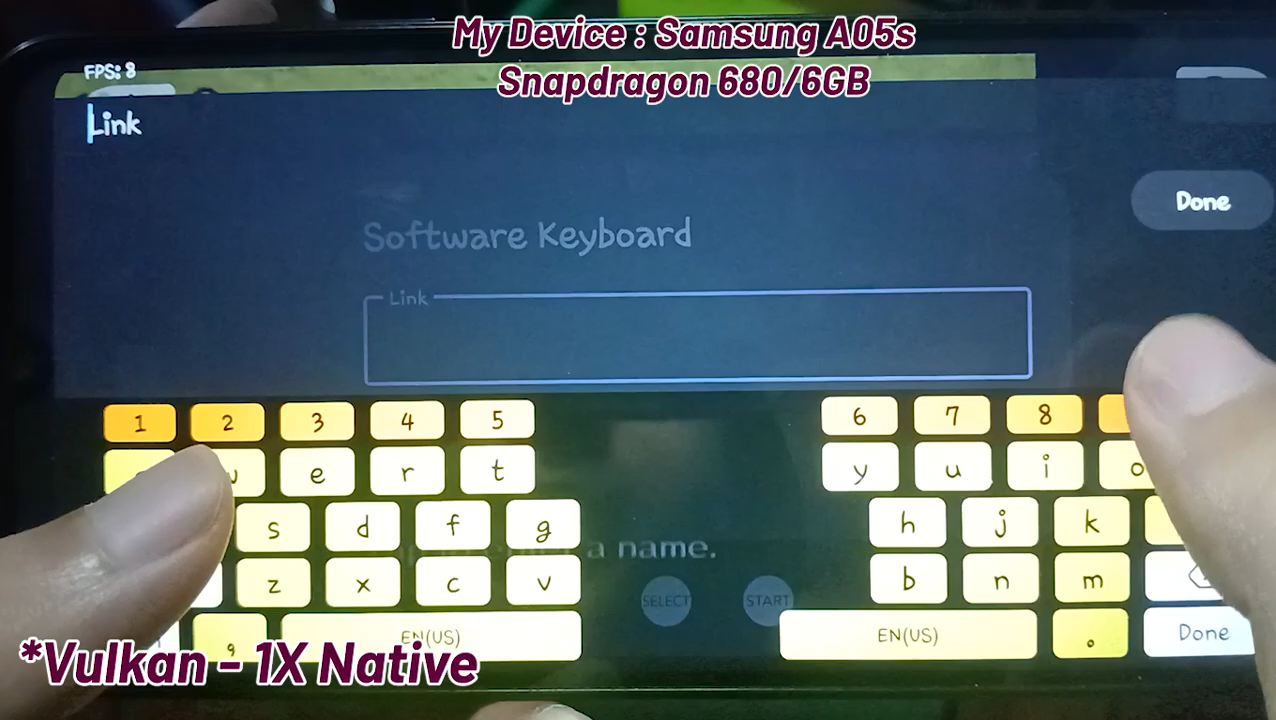 My Device : Samsung A05s
Snapdragon 680/6GB
FPS: 8
Link
Done
Software Keyboard
Link
1 2 3 4 5 6 7 8
w e r t y u i o
s d f g h j k
a name.
z x c v b n m
SELECT START
, EN(US) EN(US) . Done
*Vulkan - 1X Native